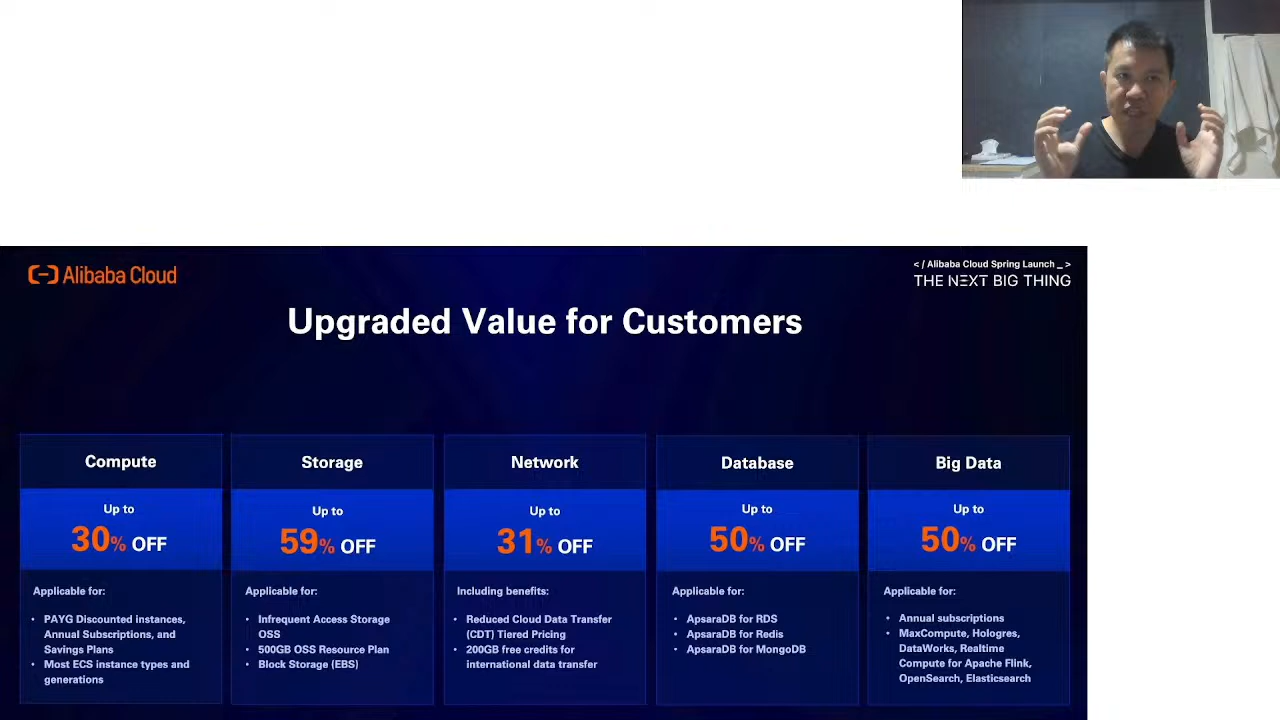 Alibaba Cloud
< / Alibaba Cloud Spring Launch _ >
THE NEXT BIG THING
Upgraded Value for Customers
Compute
Up to
30% OFF
Applicable for:
• PAYG Discounted instances,
Annual Subscriptions, and
Savings Plans
• Most ECS instance types and
generations
Storage
Up to
59% OFF
Applicable for:
• Infrequent Access Storage
OSS
• 500GB OSS Resource Plan
• Block Storage (EBS)
Network
Up to
31% OFF
Including benefits:
• Reduced Cloud Data Transfer
(CDT) Tiered Pricing
• 200GB free credits for
international data transfer
Database
Up to
50% OFF
Applicable for:
• ApsaraDB for RDS
• ApsaraDB for Redis
• ApsaraDB for MongoDB
Big Data
Up to
50% OFF
Applicable for:
• Annual subscriptions
• MaxCompute, Hologres,
DataWorks, Realtime
Compute for Apache Flink,
OpenSearch, Elasticsearch